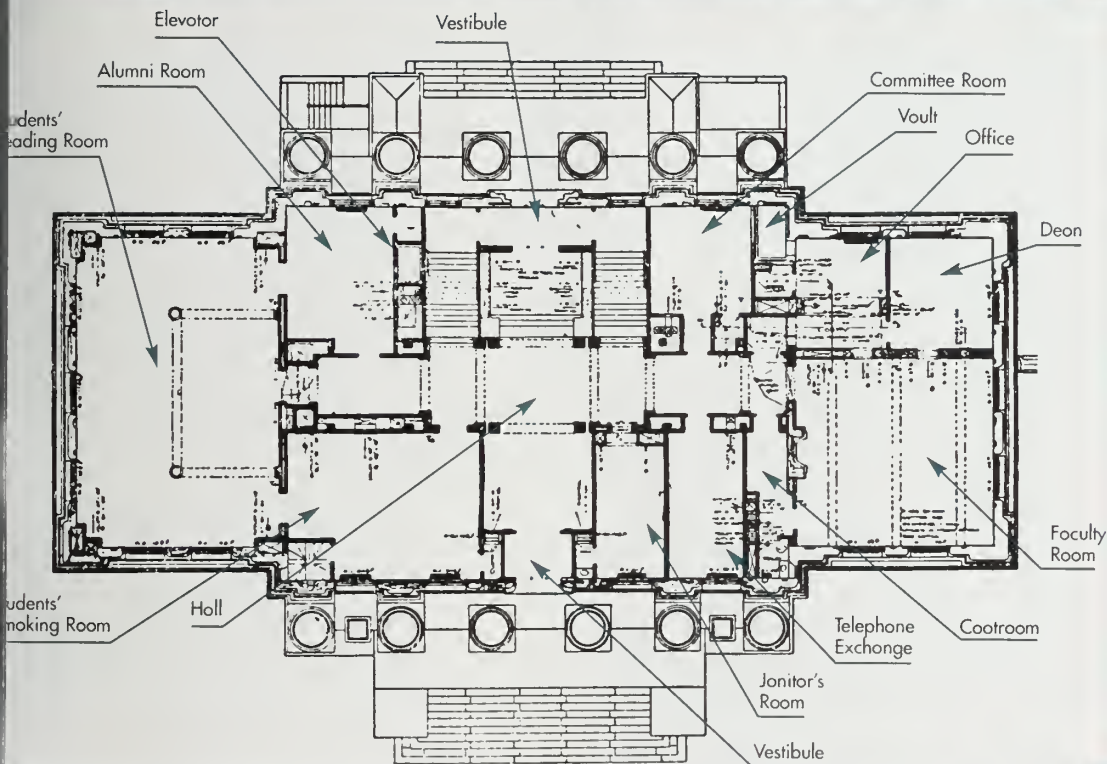 Elevotor
Vestibule
Alumni Room
Committee Room
Voult
udents'
eading Room
Office
Deon
Foculty
Room
udents'
moking Room
Holl
Telephone
Exchonge
Cootroom
Jonitor's
Room
Vestibule